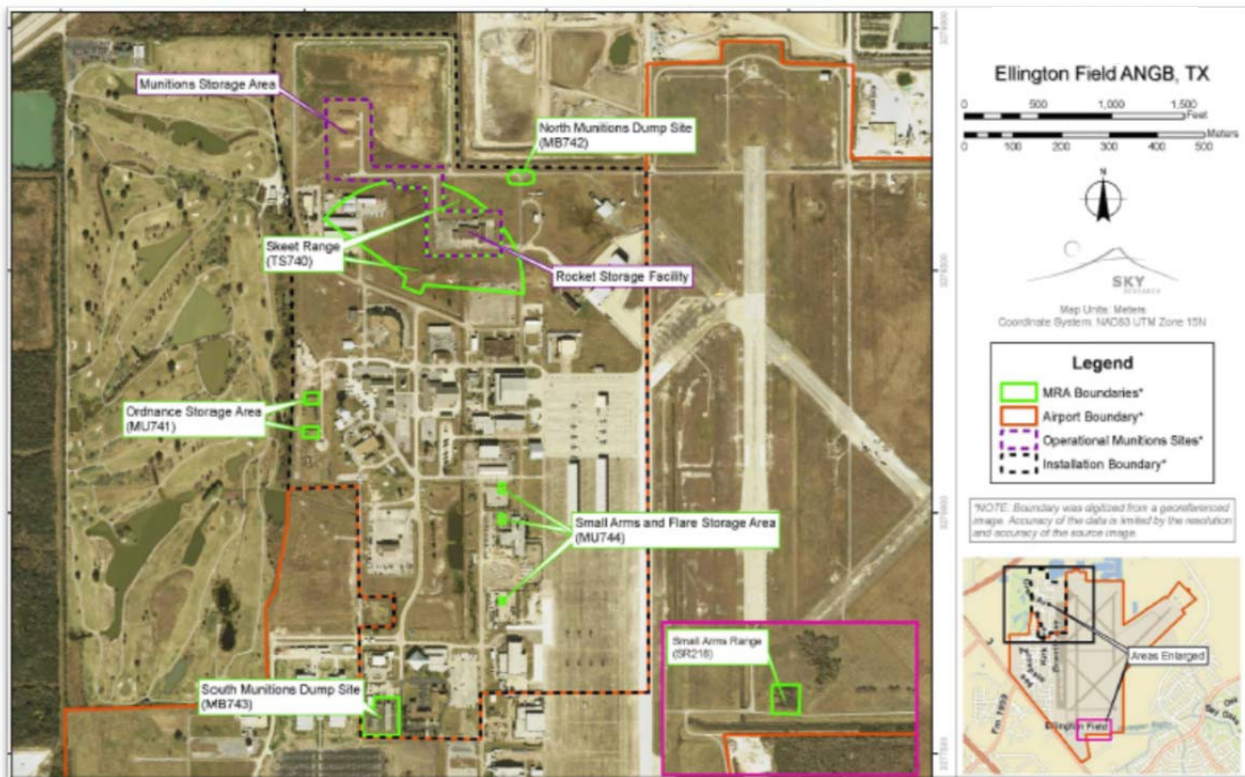 Munitions Storage Area
North Munitions Dump Site
(MB742)
Skeet Range
(TS740)
Rocket Storage Facility
Ordnance Storage Area
(MU741)
Small Arms and Flare Storage Area
(MU744)
South Munitions Dump Site
(MB743)
Small Arms Range
(SR218)
Ellington Field ANGB, TX
0 500 1,000 1,500
Feet
Meters
0 100 200 300 400 500
N
SKY
RESEARCH
Map Units: Meters
Coordinate System: NAD83 UTM Zone 15N
Legend
MRA Boundaries*
Airport Boundary*
Operational Munitions Sites*
Installation Boundary*
*NOTE: Boundary was digitized from a georeferenced
image. Accuracy of the data is limited by the resolution
and accuracy of the source image.
Areas Enlarged
Ellington Field
Fm 1959